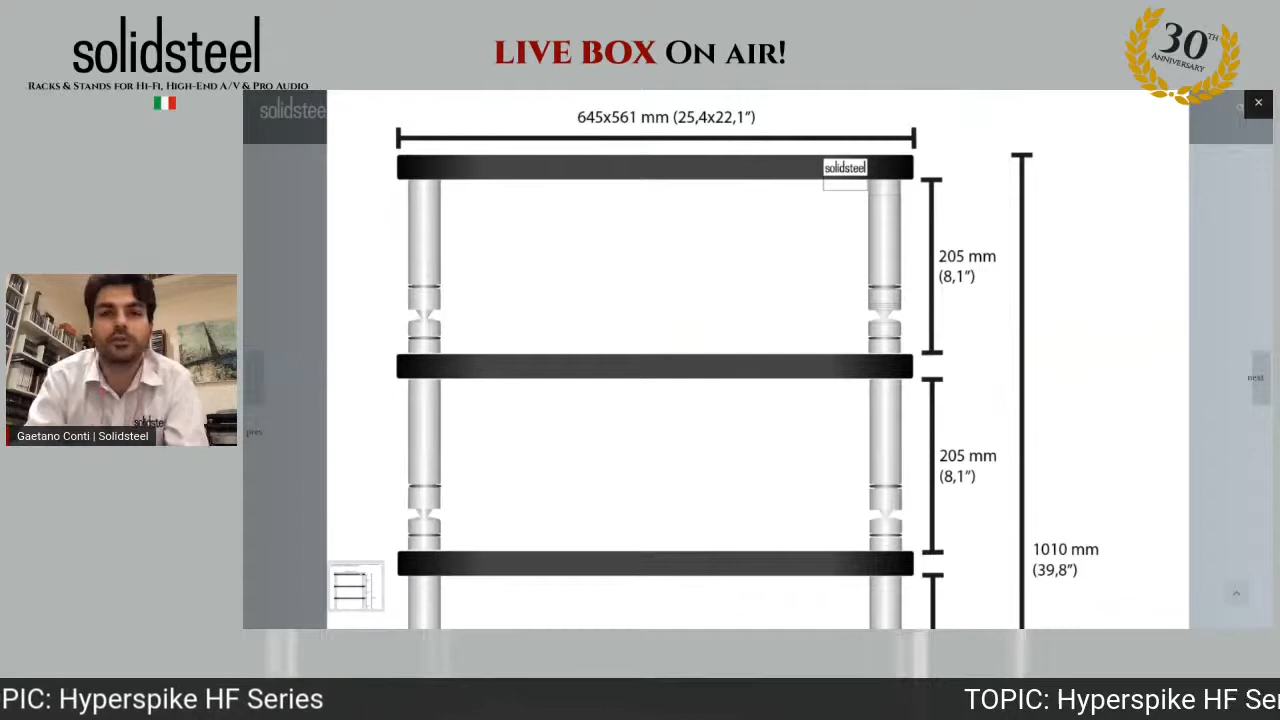 solidsteel
Racks & Stands for Hi-Fi, High-End A/V & Pro Audio
LIVE BOX On air!
30TH
ANNIVERSARY
solidsteel
×
645x561 mm (25,4x22,1”)
solidsteel
205 mm
(8,1”)
next
prev
Gaetano Conti | Solidsteel
solidsteel
205 mm
(8,1”)
1010 mm
(39,8”)
PIC: Hyperspike HF Series
TOPIC: Hyperspike HF Ser